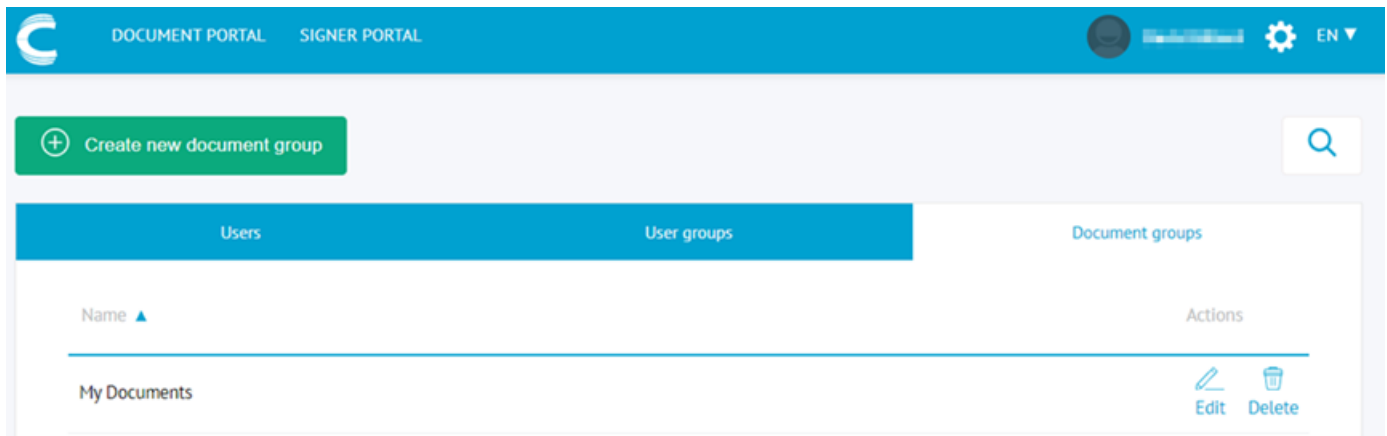 DOCUMENT PORTAL SIGNER PORTAL EN
Create new document group
Users User groups Document groups
Name Actions
My Documents
Edit Delete